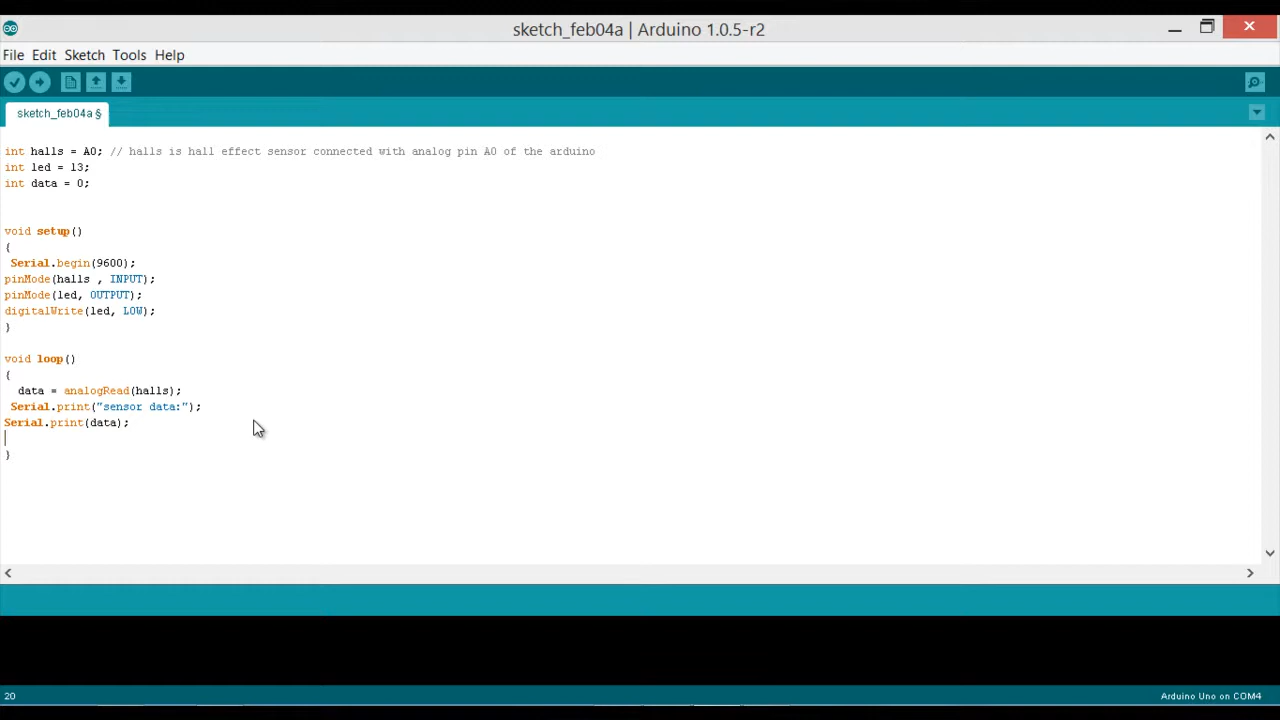 sketch_feb04a | Arduino 1.0.5-r2
File Edit Sketch Tools Help
sketch_feb04a §
int halls = A0; // halls is hall effect sensor connected with analog pin A0 of the arduino
int led = 13;
int data = 0;
void setup()
{
Serial.begin(9600);
pinMode(halls , INPUT);
pinMode(led, OUTPUT);
digitalWrite(led, LOW);
}
void loop()
{
data = analogRead(halls);
Serial.print("sensor data:");
Serial.print(data);
}
20
Arduino Uno on COM4